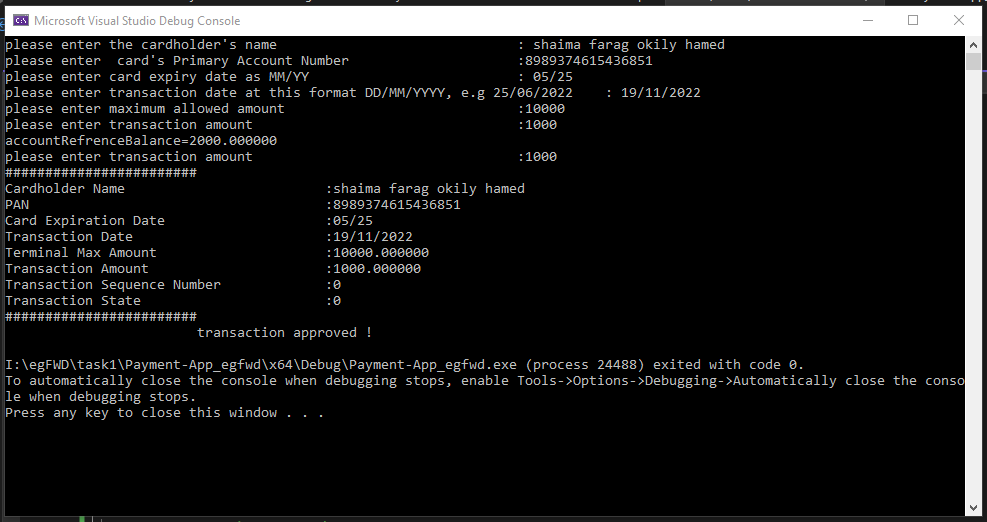 Microsoft Visual Studio Debug Console
please enter the cardholder's name : shaima farag okily hamed
please enter  card's Primary Account Number :8989374615436851
please enter card expiry date as MM/YY : 05/25
please enter transaction date at this format DD/MM/YYYY, e.g 25/06/2022 : 19/11/2022
please enter maximum allowed amount :10000
please enter transaction amount :1000
accountRefrenceBalance=2000.000000
please enter transaction amount :1000
########################
Cardholder Name :shaima farag okily hamed
PAN :8989374615436851
Card Expiration Date :05/25
Transaction Date :19/11/2022
Terminal Max Amount :10000.000000
Transaction Amount :1000.000000
Transaction Sequence Number :0
Transaction State :0
########################
transaction approved !
I:\egFWD\task1\Payment-App_egfwd\x64\Debug\Payment-App_egfwd.exe (process 24488) exited with code 0.
To automatically close the console when debugging stops, enable Tools->Options->Debugging->Automatically close the conso
le when debugging stops.
Press any key to close this window . . .